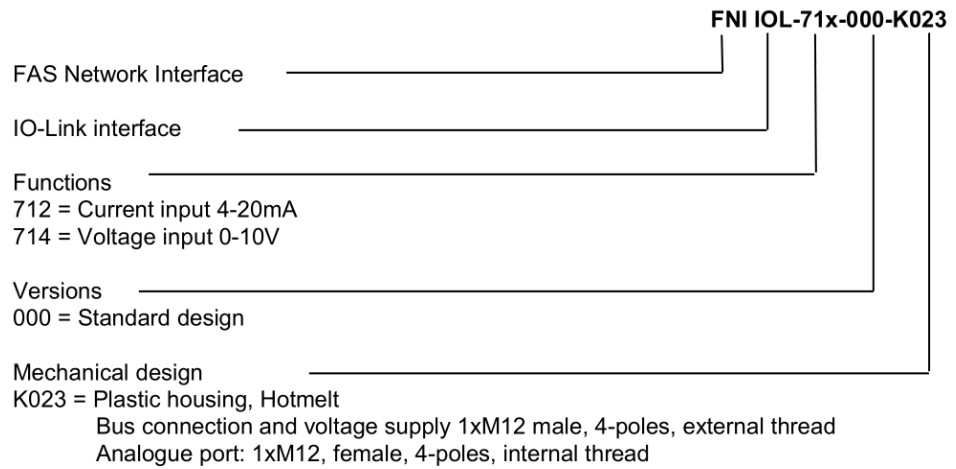 FNI IOL-71x-000-K023
FAS Network Interface
IO-Link interface
Functions
712 = Current input 4-20mA
714 = Voltage input 0-10V
Versions
000 = Standard design
Mechanical design
K023 = Plastic housing, Hotmelt
Bus connection and voltage supply 1xM12 male, 4-poles, external thread
Analogue port: 1xM12, female, 4-poles, internal thread